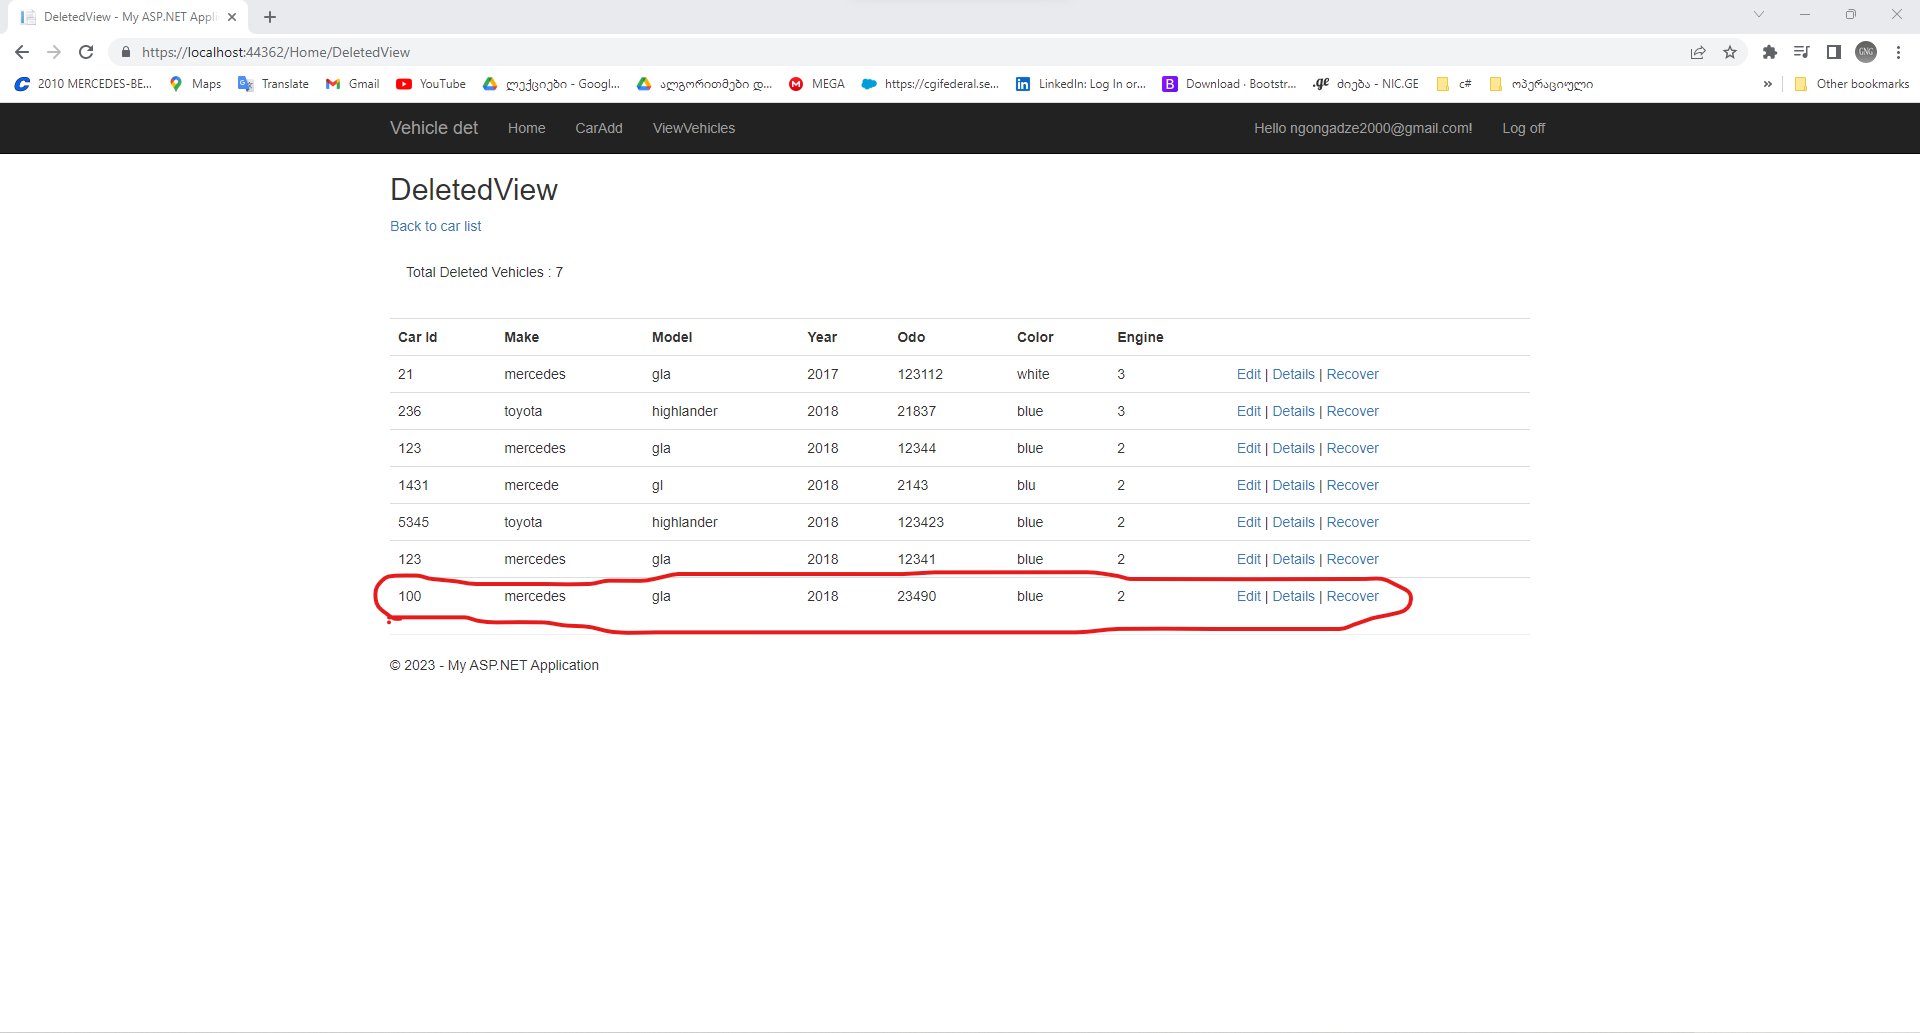 DeletedView - My ASP.NET Appli
https://localhost:44362/Home/DeletedView
GNG
2010 MERCEDES-BE... Maps Translate Gmail YouTube ლექციები - Googl... ალგორითმები დ... MEGA https://cgifederal.se... LinkedIn: Log In or... Download · Bootstr... .ge ძიება - NIC.GE c# ოპერაციული » Other bookmarks
Vehicle det Home CarAdd ViewVehicles Hello ngongadze2000@gmail.com! Log off
DeletedView
Back to car list
Total Deleted Vehicles : 7
Car Id Make Model Year Odo Color Engine
21 mercedes gla 2017 123112 white 3 Edit | Details | Recover
236 toyota highlander 2018 21837 blue 3 Edit | Details | Recover
123 mercedes gla 2018 12344 blue 2 Edit | Details | Recover
1431 mercede gl 2018 2143 blu 2 Edit | Details | Recover
5345 toyota highlander 2018 123423 blue 2 Edit | Details | Recover
123 mercedes gla 2018 12341 blue 2 Edit | Details | Recover
100 mercedes gla 2018 23490 blue 2 Edit | Details | Recover
© 2023 - My ASP.NET Application